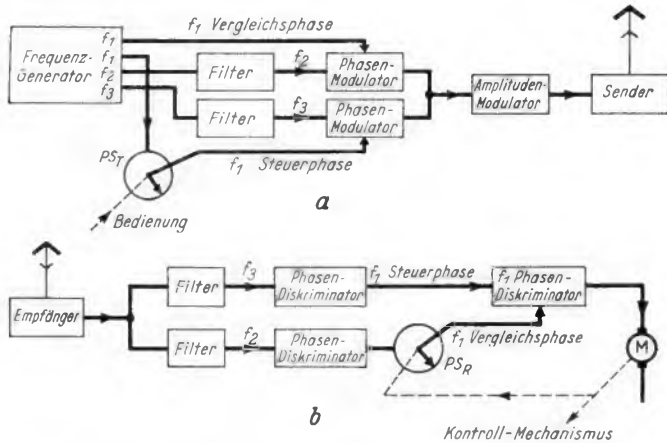 f₁ Vergleichsphase
Frequenz-
Generator
f₁
f₁
f₂
f₃
Filter
f₂
Phasen-
Modulator
Filter
f₃
Phasen-
Modulator
Amplituden-
Modulator
Sender
PS_T
f₁ Steuerphase
Bedienung
a
Empfänger
Filter
f₃
Phasen-
Diskriminator
f₁ Steuerphase
f₁ Phasen-
Diskriminator
Filter
f₂
Phasen-
Diskriminator
f₁ Vergleichsphase
PS_R
M
b
Kontroll-Mechanismus